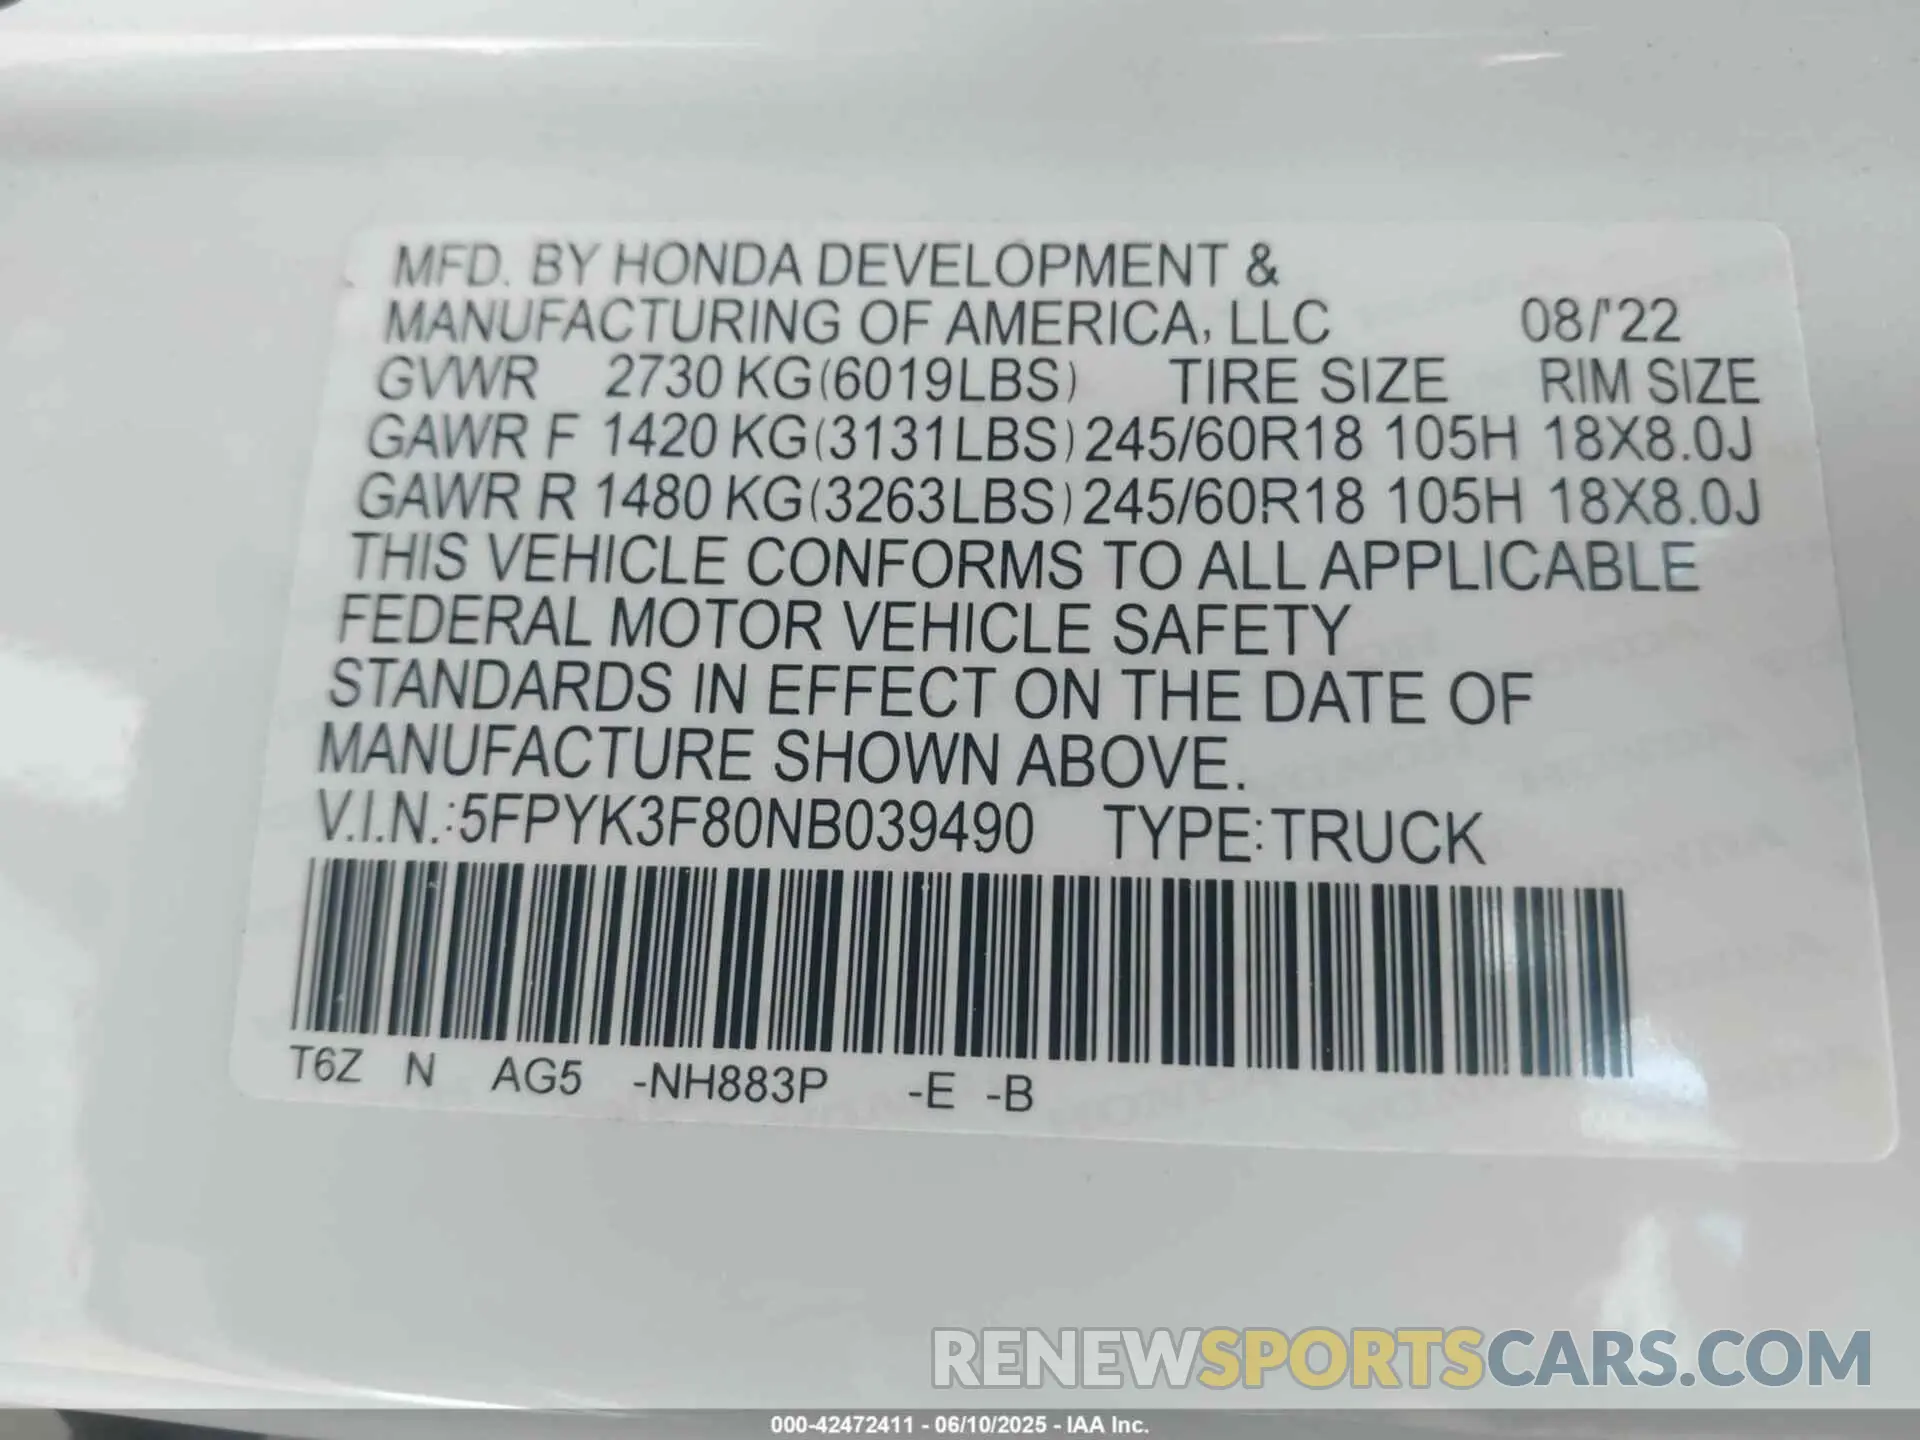 MFD. BY HONDA DEVELOPMENT &
MANUFACTURING OF AMERICA, LLC 08/'22
GVWR 2730 KG(6019LBS) TIRE SIZE RIM SIZE
GAWR F 1420 KG(3131LBS) 245/60R18 105H 18X8.0J
GAWR R 1480 KG(3263LBS) 245/60R18 105H 18X8.0J
THIS VEHICLE CONFORMS TO ALL APPLICABLE
FEDERAL MOTOR VEHICLE SAFETY
STANDARDS IN EFFECT ON THE DATE OF
MANUFACTURE SHOWN ABOVE.
V.I.N.:5FPYK3F80NB039490 TYPE:TRUCK
T6Z N AG5 -NH883P -E -B
RENEWSPORTSCARS.COM
000-42472411 - 06/10/2025 - IAA Inc.